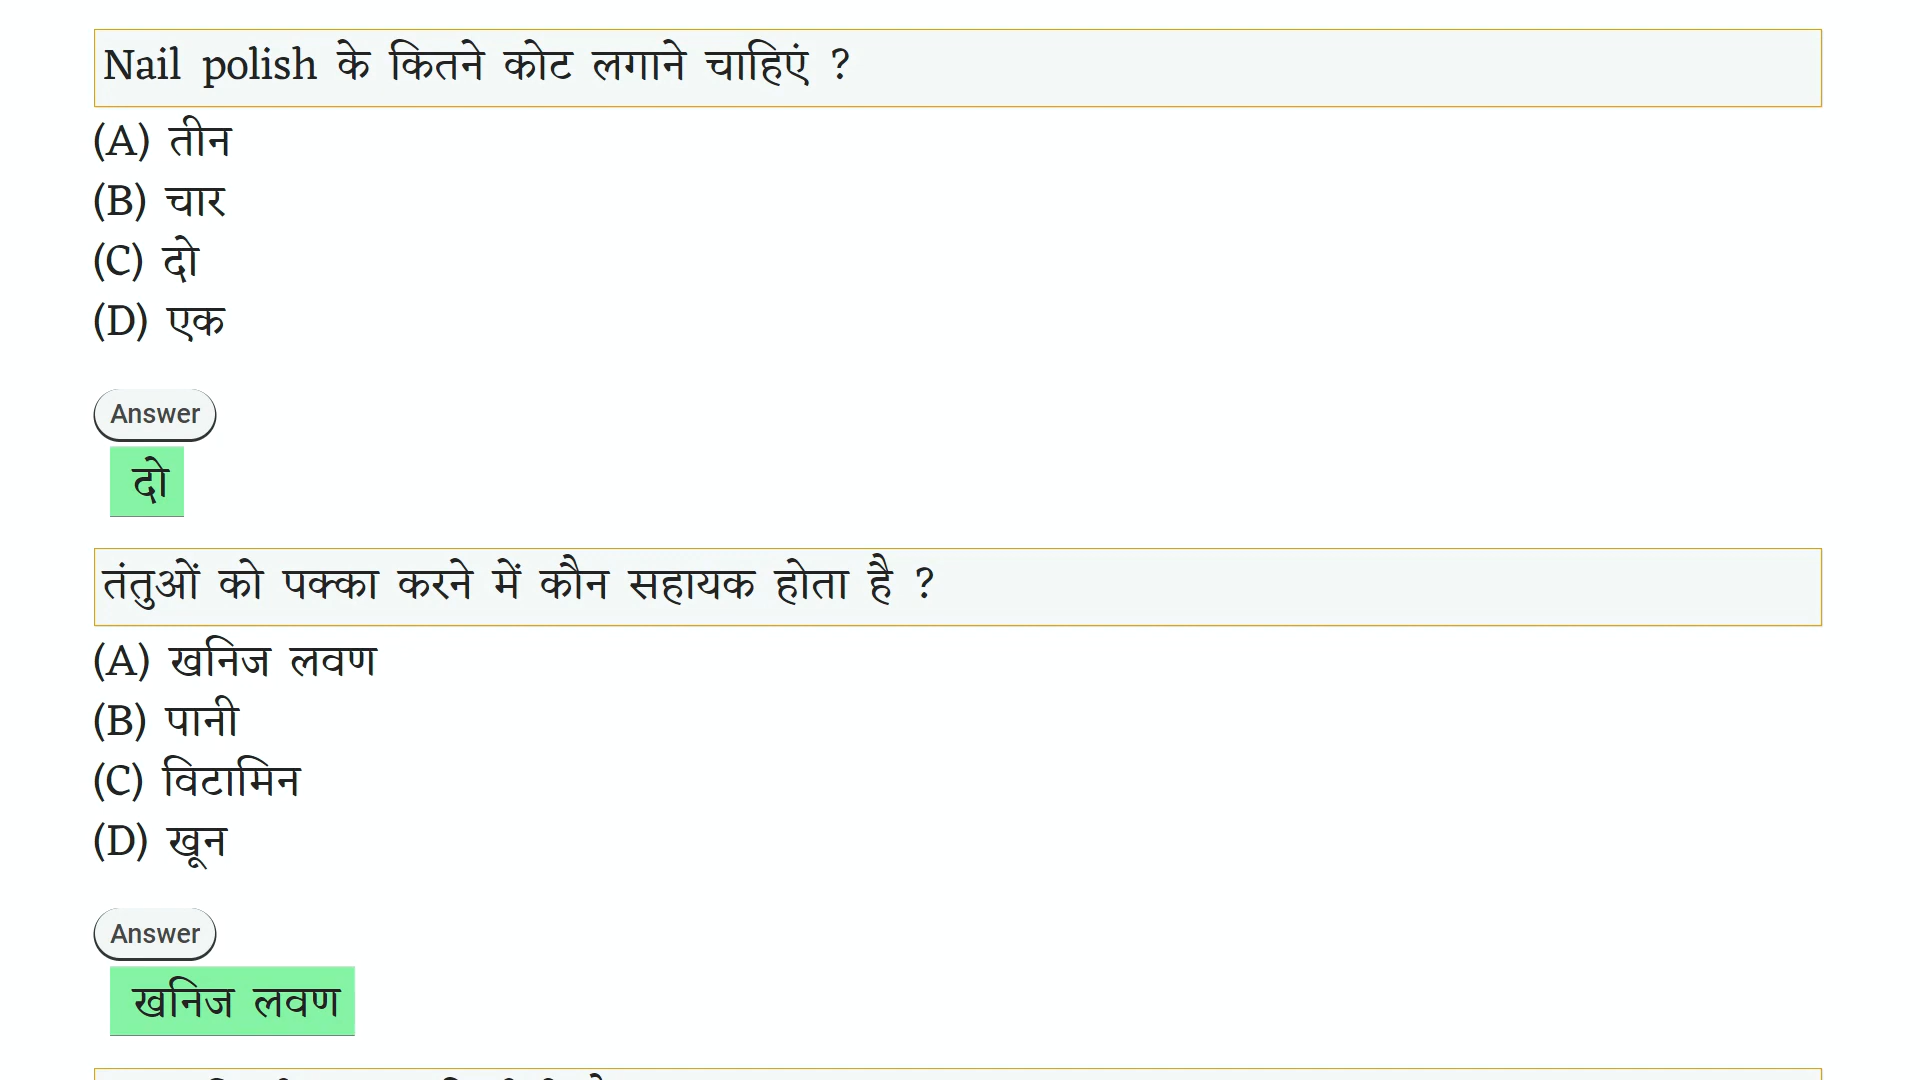 Nail polish के कितने कोट लगाने चाहिएं ?
(A) तीन
(B) चार
(C) दो
(D) एक
Answer
दो
तंतुओं को पक्का करने में कौन सहायक होता है ?
(A) खनिज लवण
(B) पानी
(C) विटामिन
(D) खून
Answer
खनिज लवण